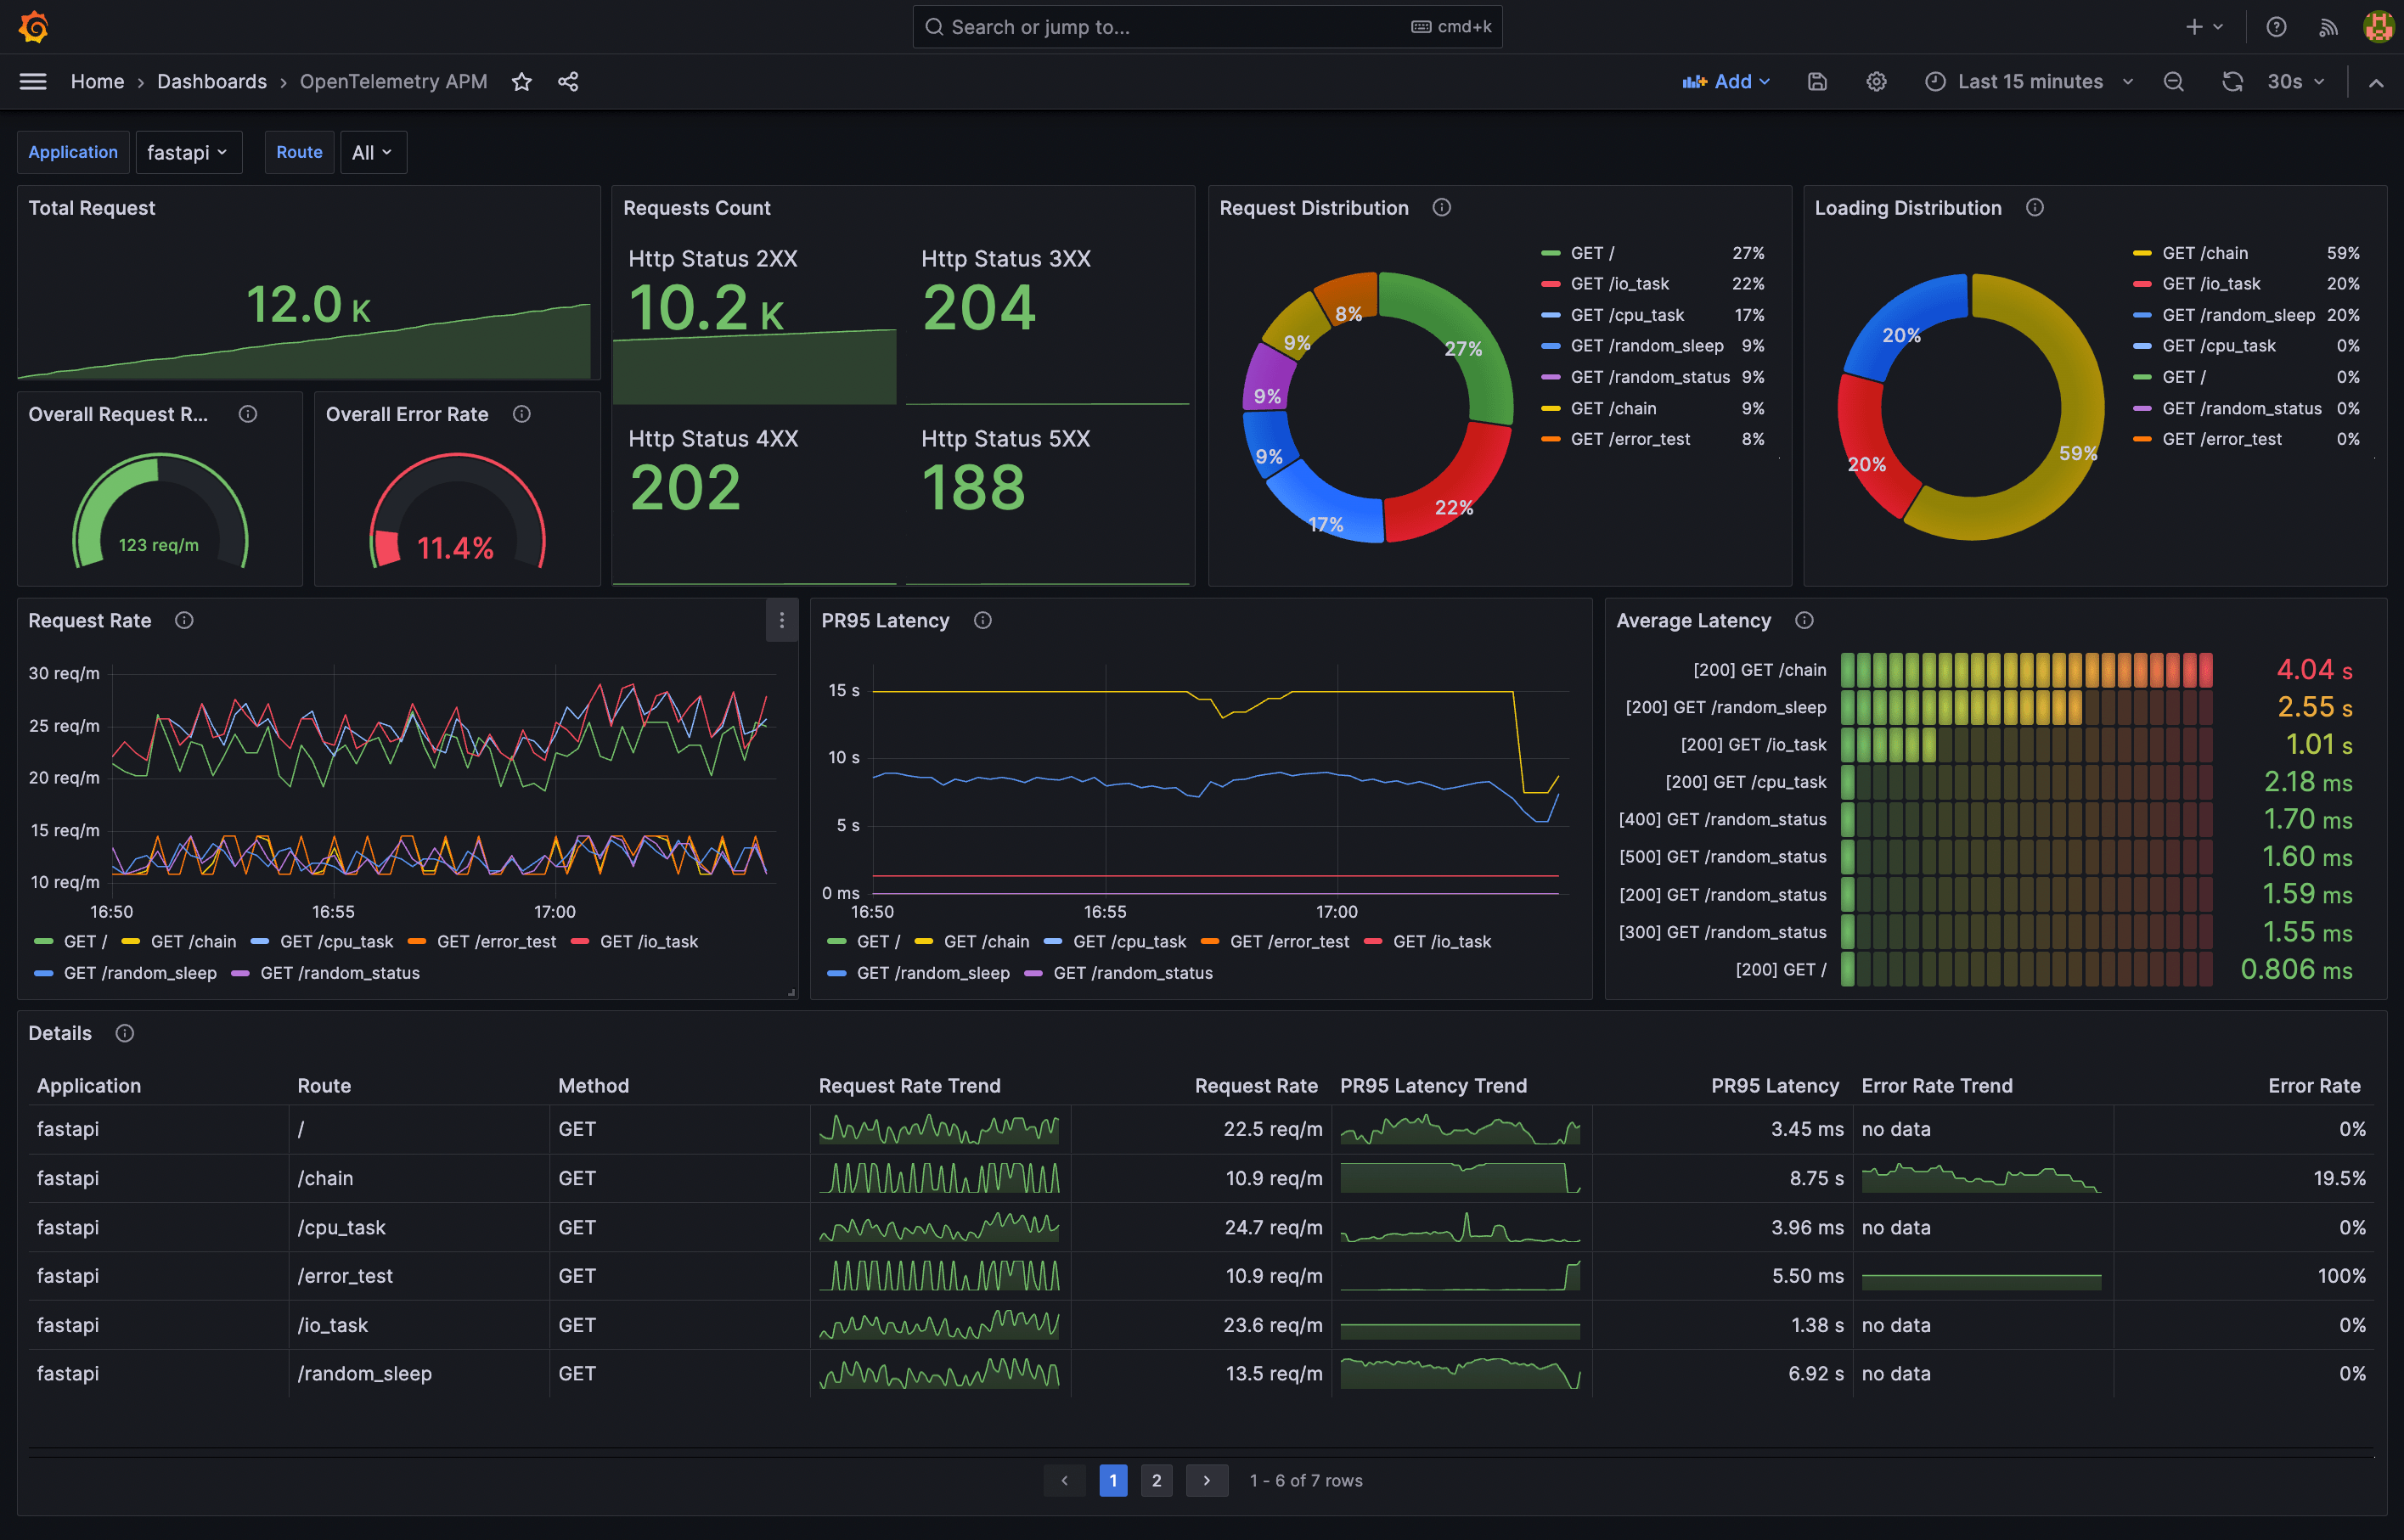 Search or jump to... cmd+k
Home › Dashboards › OpenTelemetry APM
Add Last 15 minutes 30s
Application fastapi Route All
Total Request
12.0 K
Overall Request R...
123 req/m
Overall Error Rate
11.4%
Requests Count
Http Status 2XX
10.2 K
Http Status 3XX
204
Http Status 4XX
202
Http Status 5XX
188
Request Distribution
27%
22%
17%
9%
9%
9%
8%
GET / 27%
GET /io_task 22%
GET /cpu_task 17%
GET /random_sleep 9%
GET /random_status 9%
GET /chain 9%
GET /error_test 8%
Loading Distribution
59%
20%
20%
GET /chain 59%
GET /io_task 20%
GET /random_sleep 20%
GET /cpu_task 0%
GET / 0%
GET /random_status 0%
GET /error_test 0%
Request Rate
30 req/m
25 req/m
20 req/m
15 req/m
10 req/m
16:50 16:55 17:00
GET / GET /chain GET /cpu_task GET /error_test GET /io_task
GET /random_sleep GET /random_status
PR95 Latency
15 s
10 s
5 s
0 ms
16:50 16:55 17:00
GET / GET /chain GET /cpu_task GET /error_test GET /io_task
GET /random_sleep GET /random_status
Average Latency
[200] GET /chain 4.04 s
[200] GET /random_sleep 2.55 s
[200] GET /io_task 1.01 s
[200] GET /cpu_task 2.18 ms
[400] GET /random_status 1.70 ms
[500] GET /random_status 1.60 ms
[200] GET /random_status 1.59 ms
[300] GET /random_status 1.55 ms
[200] GET / 0.806 ms
Details
Application Route Method Request Rate Trend Request Rate PR95 Latency Trend PR95 Latency Error Rate Trend Error Rate
fastapi / GET 22.5 req/m 3.45 ms no data 0%
fastapi /chain GET 10.9 req/m 8.75 s 19.5%
fastapi /cpu_task GET 24.7 req/m 3.96 ms no data 0%
fastapi /error_test GET 10.9 req/m 5.50 ms 100%
fastapi /io_task GET 23.6 req/m 1.38 s no data 0%
fastapi /random_sleep GET 13.5 req/m 6.92 s no data 0%
‹ 1 2 › 1 - 6 of 7 rows